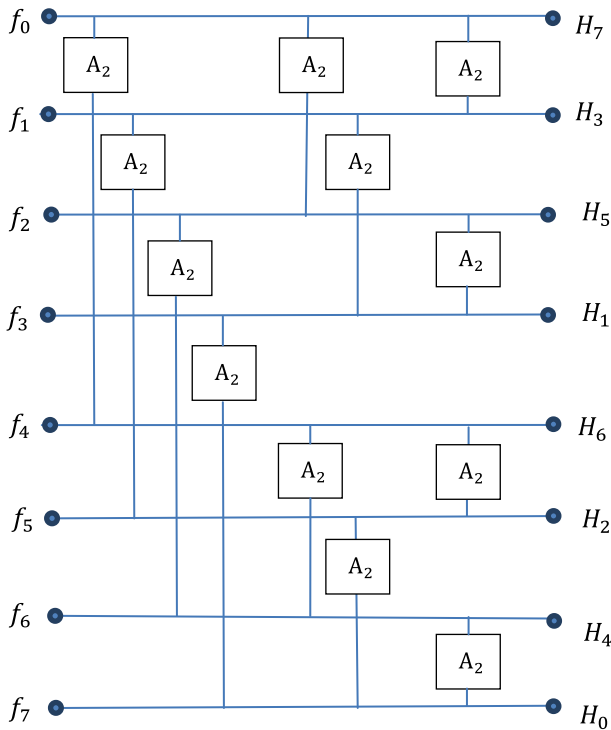 f₀ H₇
A₂ A₂ A₂
f₁ H₃
A₂ A₂
f₂ H₅
A₂ A₂
f₃ H₁
A₂
f₄ H₆
A₂ A₂
f₅ H₂
A₂
f₆ H₄
A₂
f₇ H₀